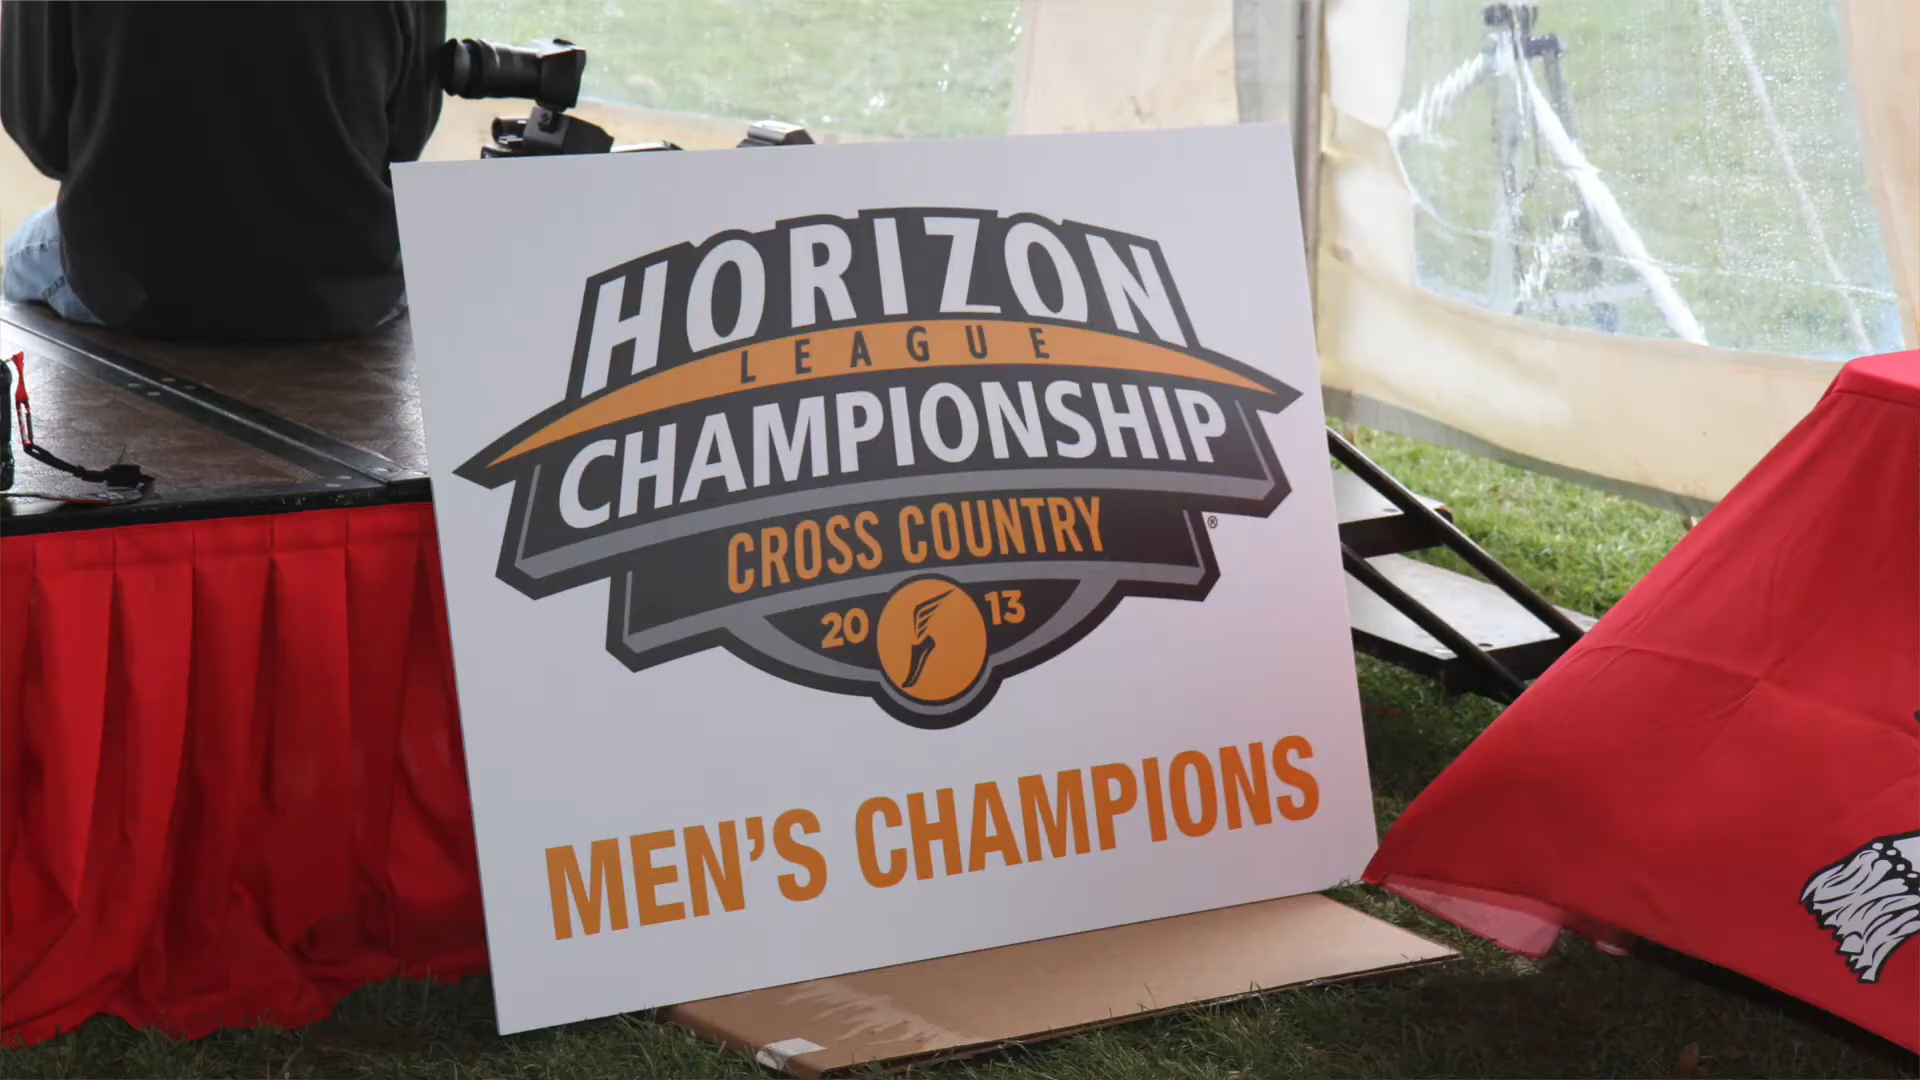 HORIZON
LEAGUE
CHAMPIONSHIP
CROSS COUNTRY
®
20 13
MEN'S CHAMPIONS